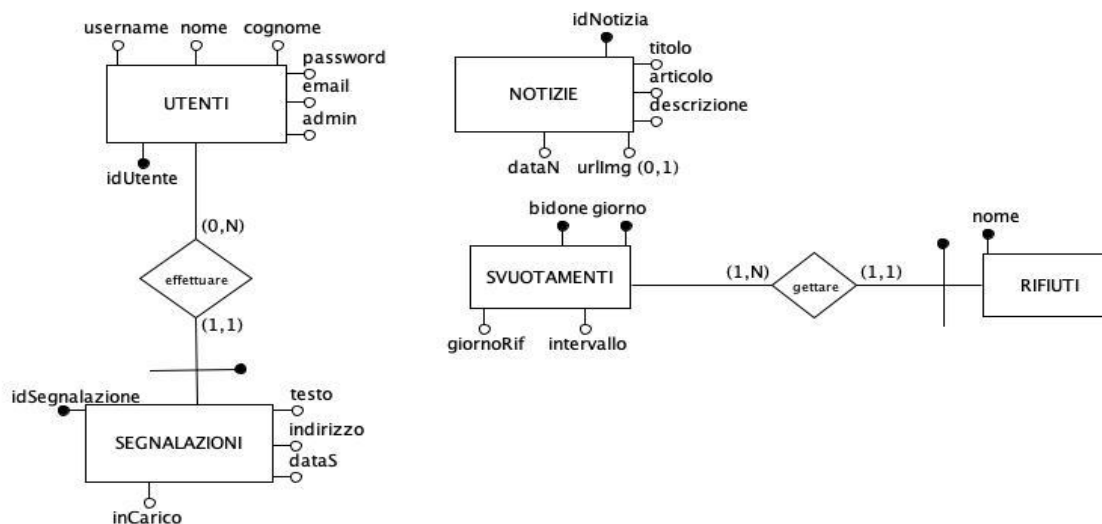 username nome cognome
password
email
admin
UTENTI
idUtente
(0,N)
effettuare
(1,1)
idSegnalazione
testo
indirizzo
dataS
SEGNALAZIONI
inCarico
idNotizia
titolo
articolo
descrizione
NOTIZIE
dataN urlImg (0,1)
bidone giorno
SVUOTAMENTI
giornoRif intervallo
(1,N)
gettare
(1,1)
nome
RIFIUTI